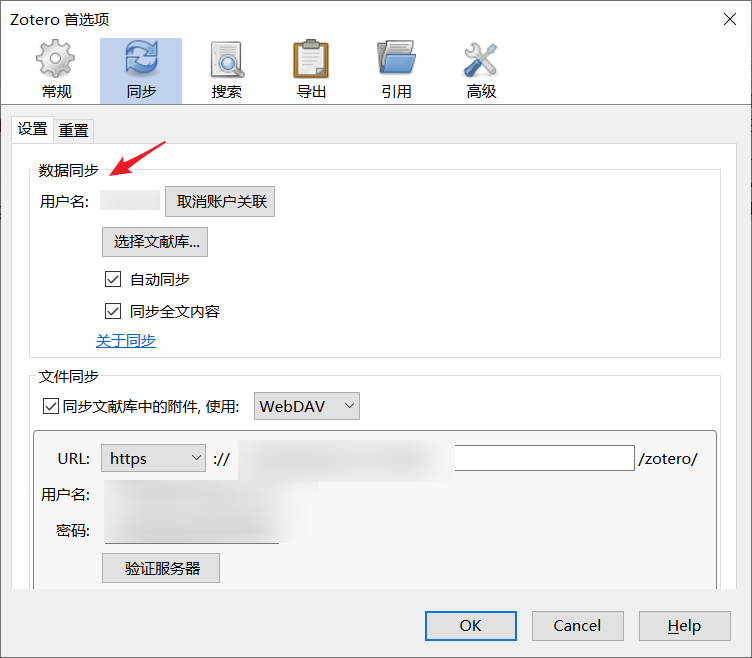 Zotero 首选项
常规 同步 搜索 导出 引用 高级
设置 重置
数据同步
用户名: 取消账户关联
选择文献库...
自动同步
同步全文内容
关于同步
文件同步
同步文献库中的附件, 使用: WebDAV
URL: https :// /zotero/
用户名:
密码:
验证服务器
OK Cancel Help